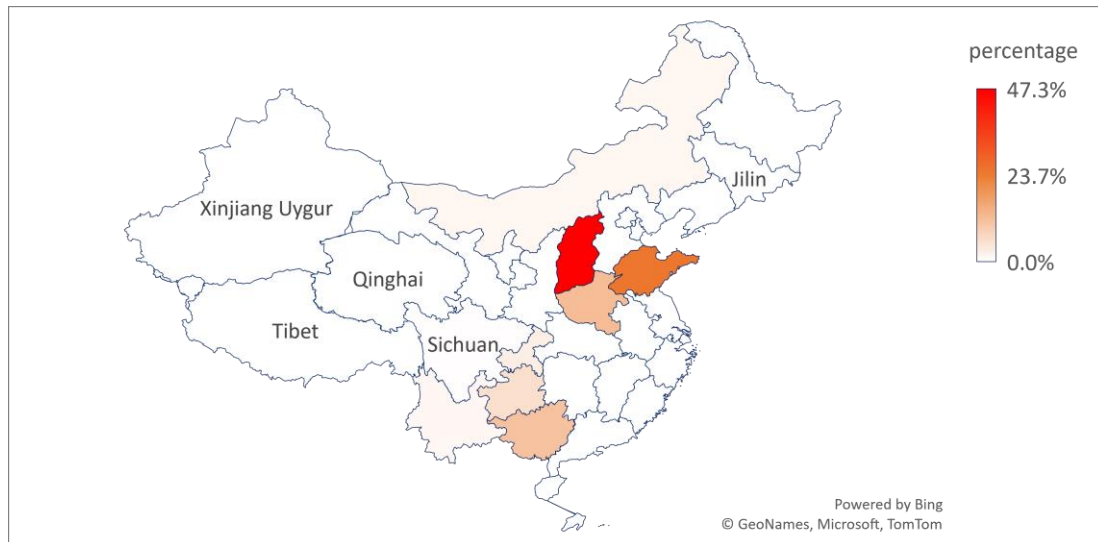 percentage
47.3%
23.7%
0.0%
Jilin
Xinjiang Uygur
Qinghai
Tibet
Sichuan
Powered by Bing
© GeoNames, Microsoft, TomTom